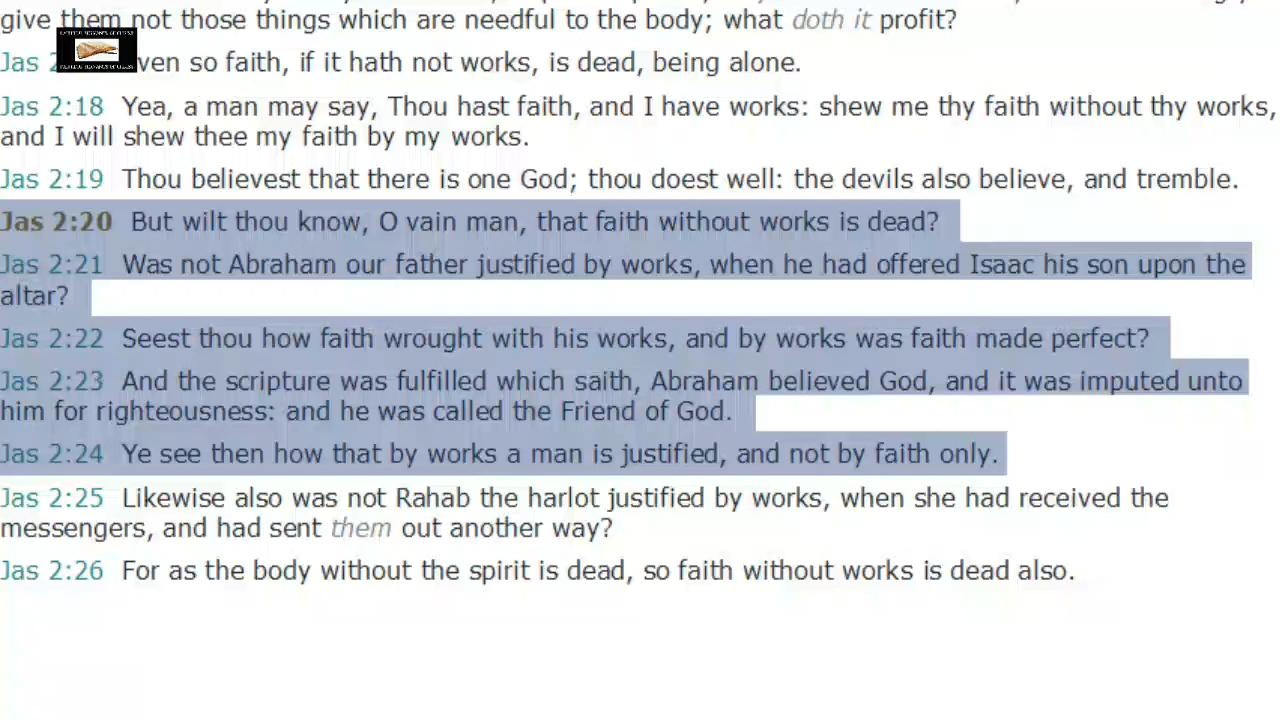 give them not those things which are needful to the body; what doth it profit?
Jas 2 ven so faith, if it hath not works, is dead, being alone.
Jas 2:18 Yea, a man may say, Thou hast faith, and I have works: shew me thy faith without thy works,
and I will shew thee my faith by my works.
Jas 2:19 Thou believest that there is one God; thou doest well: the devils also believe, and tremble.
Jas 2:20 But wilt thou know, O vain man, that faith without works is dead?
Jas 2:21 Was not Abraham our father justified by works, when he had offered Isaac his son upon the
altar?
Jas 2:22 Seest thou how faith wrought with his works, and by works was faith made perfect?
Jas 2:23 And the scripture was fulfilled which saith, Abraham believed God, and it was imputed unto
him for righteousness: and he was called the Friend of God.
Jas 2:24 Ye see then how that by works a man is justified, and not by faith only.
Jas 2:25 Likewise also was not Rahab the harlot justified by works, when she had received the
messengers, and had sent them out another way?
Jas 2:26 For as the body without the spirit is dead, so faith without works is dead also.